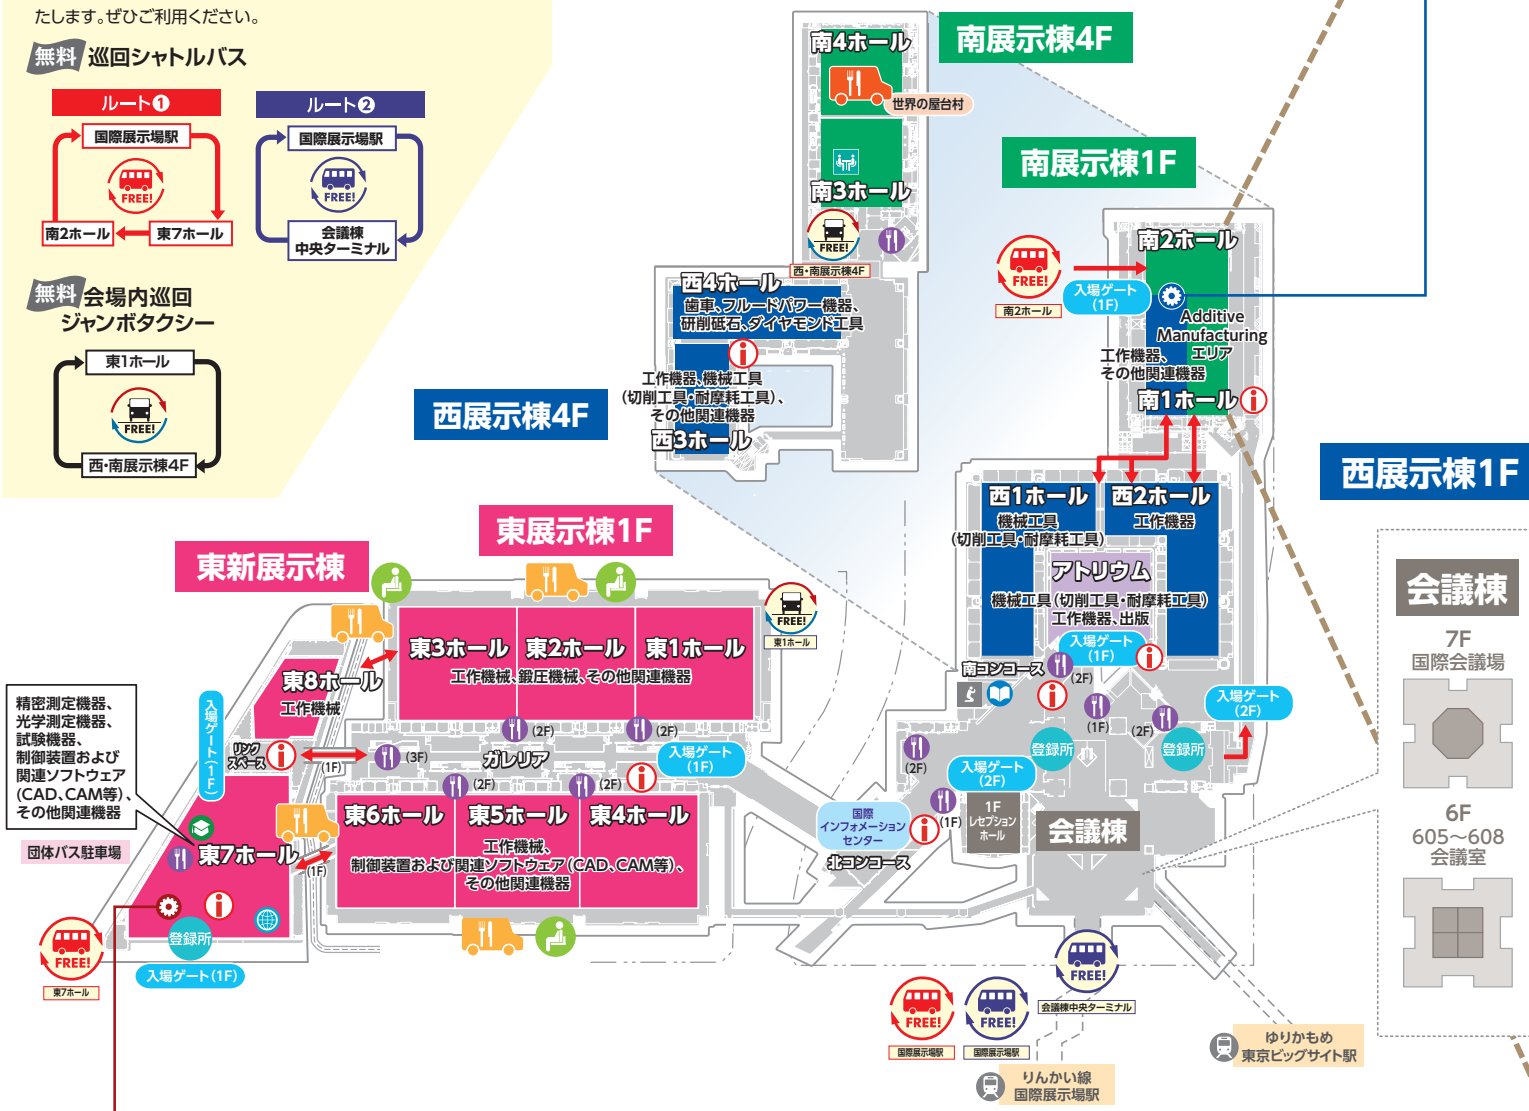 たします。ぜひご利用ください。
無料 巡回シャトルバス
ルート❶
国際展示場駅
FREE!
南2ホール
東7ホール
ルート❷
国際展示場駅
FREE!
会議棟
中央ターミナル
無料 会場内巡回
ジャンボタクシー
東1ホール
FREE!
西・南展示棟4F
南展示棟4F
南4ホール
世界の屋台村
南3ホール
FREE!
西・南展示棟4F
西展示棟4F
西4ホール
歯車、フルードパワー機器、
研削砥石、ダイヤモンド工具
工作機器、機械工具
(切削工具・耐摩耗工具)、
その他関連機器
西3ホール
南展示棟1F
南2ホール
FREE!
南2ホール
入場ゲート
(1F)
Additive
Manufacturing
エリア
工作機器、
その他関連機器
南1ホール
西展示棟1F
西1ホール
機械工具
(切削工具・耐摩耗工具)
西2ホール
工作機器
アトリウム
機械工具(切削工具・耐摩耗工具)
工作機器、出版
入場ゲート
(1F)
南コンコース
(2F)
(1F)
(2F)
入場ゲート
(2F)
登録所
登録所
(2F)
入場ゲート
(2F)
(1F)
1F
レセプション
ホール
会議棟
国際
インフォメーション
センター
北コンコース
東展示棟1F
東新展示棟
東3ホール
東2ホール
東1ホール
工作機械、鍛圧機械、その他関連機器
FREE!
東1ホール
東8ホール
工作機械
入場ゲート(1F)
リンク
スペース
(1F)
(3F)
(2F)
(2F)
ガレリア
(2F)
(2F)
入場ゲート
(1F)
精密測定機器、
光学測定機器、
試験機器、
制御装置および
関連ソフトウェア
(CAD、CAM等)、
その他関連機器
団体バス駐車場
東7ホール
(1F)
東6ホール
東5ホール
東4ホール
工作機械、
制御装置および関連ソフトウェア(CAD、CAM等)、
その他関連機器
登録所
入場ゲート(1F)
FREE!
東7ホール
FREE!
国際展示場駅
FREE!
国際展示場駅
FREE!
会議棟中央ターミナル
りんかい線
国際展示場駅
ゆりかもめ
東京ビッグサイト駅
会議棟
7F
国際会議場
6F
605〜608
会議室